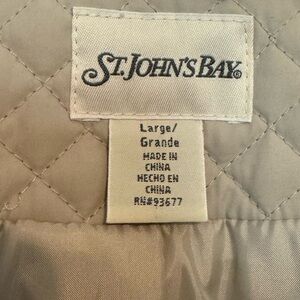 ST. JOHN'S BAY®
Large/
Grande
MADE IN
CHINA
HECHO EN
CHINA
RN#93677